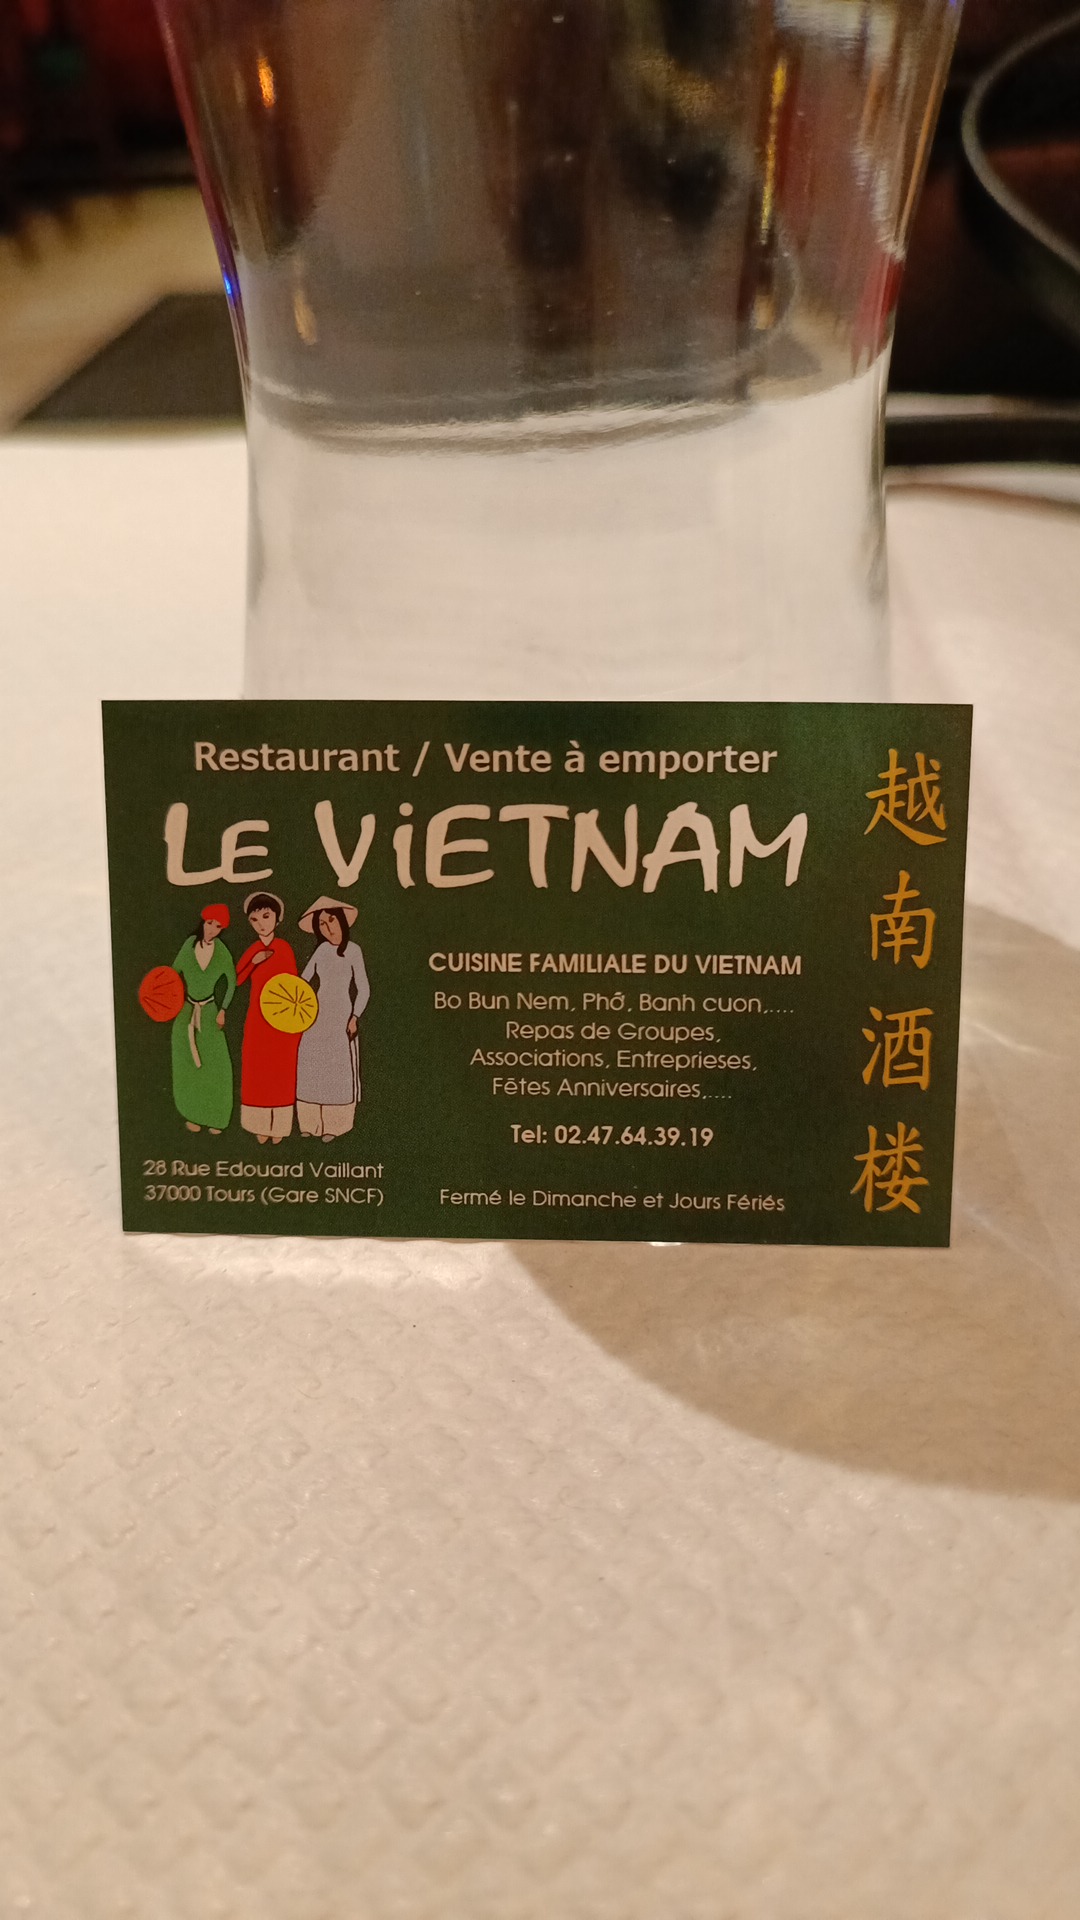 Restaurant / Vente à emporter
LE ViETNAM
CUISINE FAMILIALE DU VIETNAM
Bo Bun Nem, Phở, Banh cuon,....
Repas de Groupes,
Associations, Entreprieses,
Fêtes Anniversaires,....
Tel: 02.47.64.39.19
28 Rue Edouard Vaillant
37000 Tours (Gare SNCF)
Fermé le Dimanche et Jours Fériés
越南酒楼